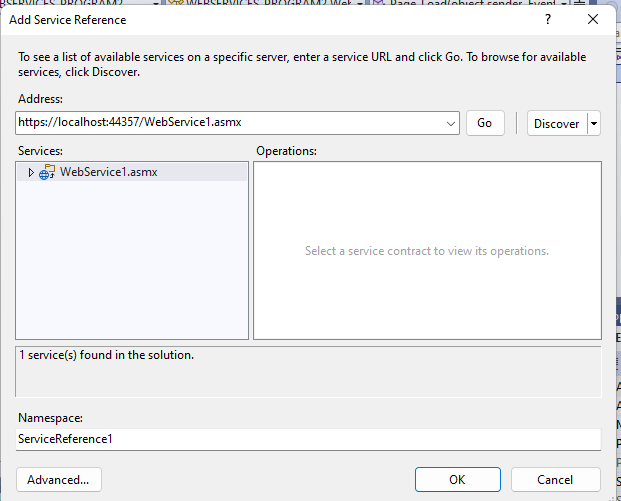 Add Service Reference
?
To see a list of available services on a specific server, enter a service URL and click Go. To browse for available
services, click Discover.
Address:
https://localhost:44357/WebService1.asmx
Go
Discover
Services:
Operations:
WebService1.asmx
Select a service contract to view its operations.
1 service(s) found in the solution.
Namespace:
ServiceReference1
Advanced...
OK
Cancel